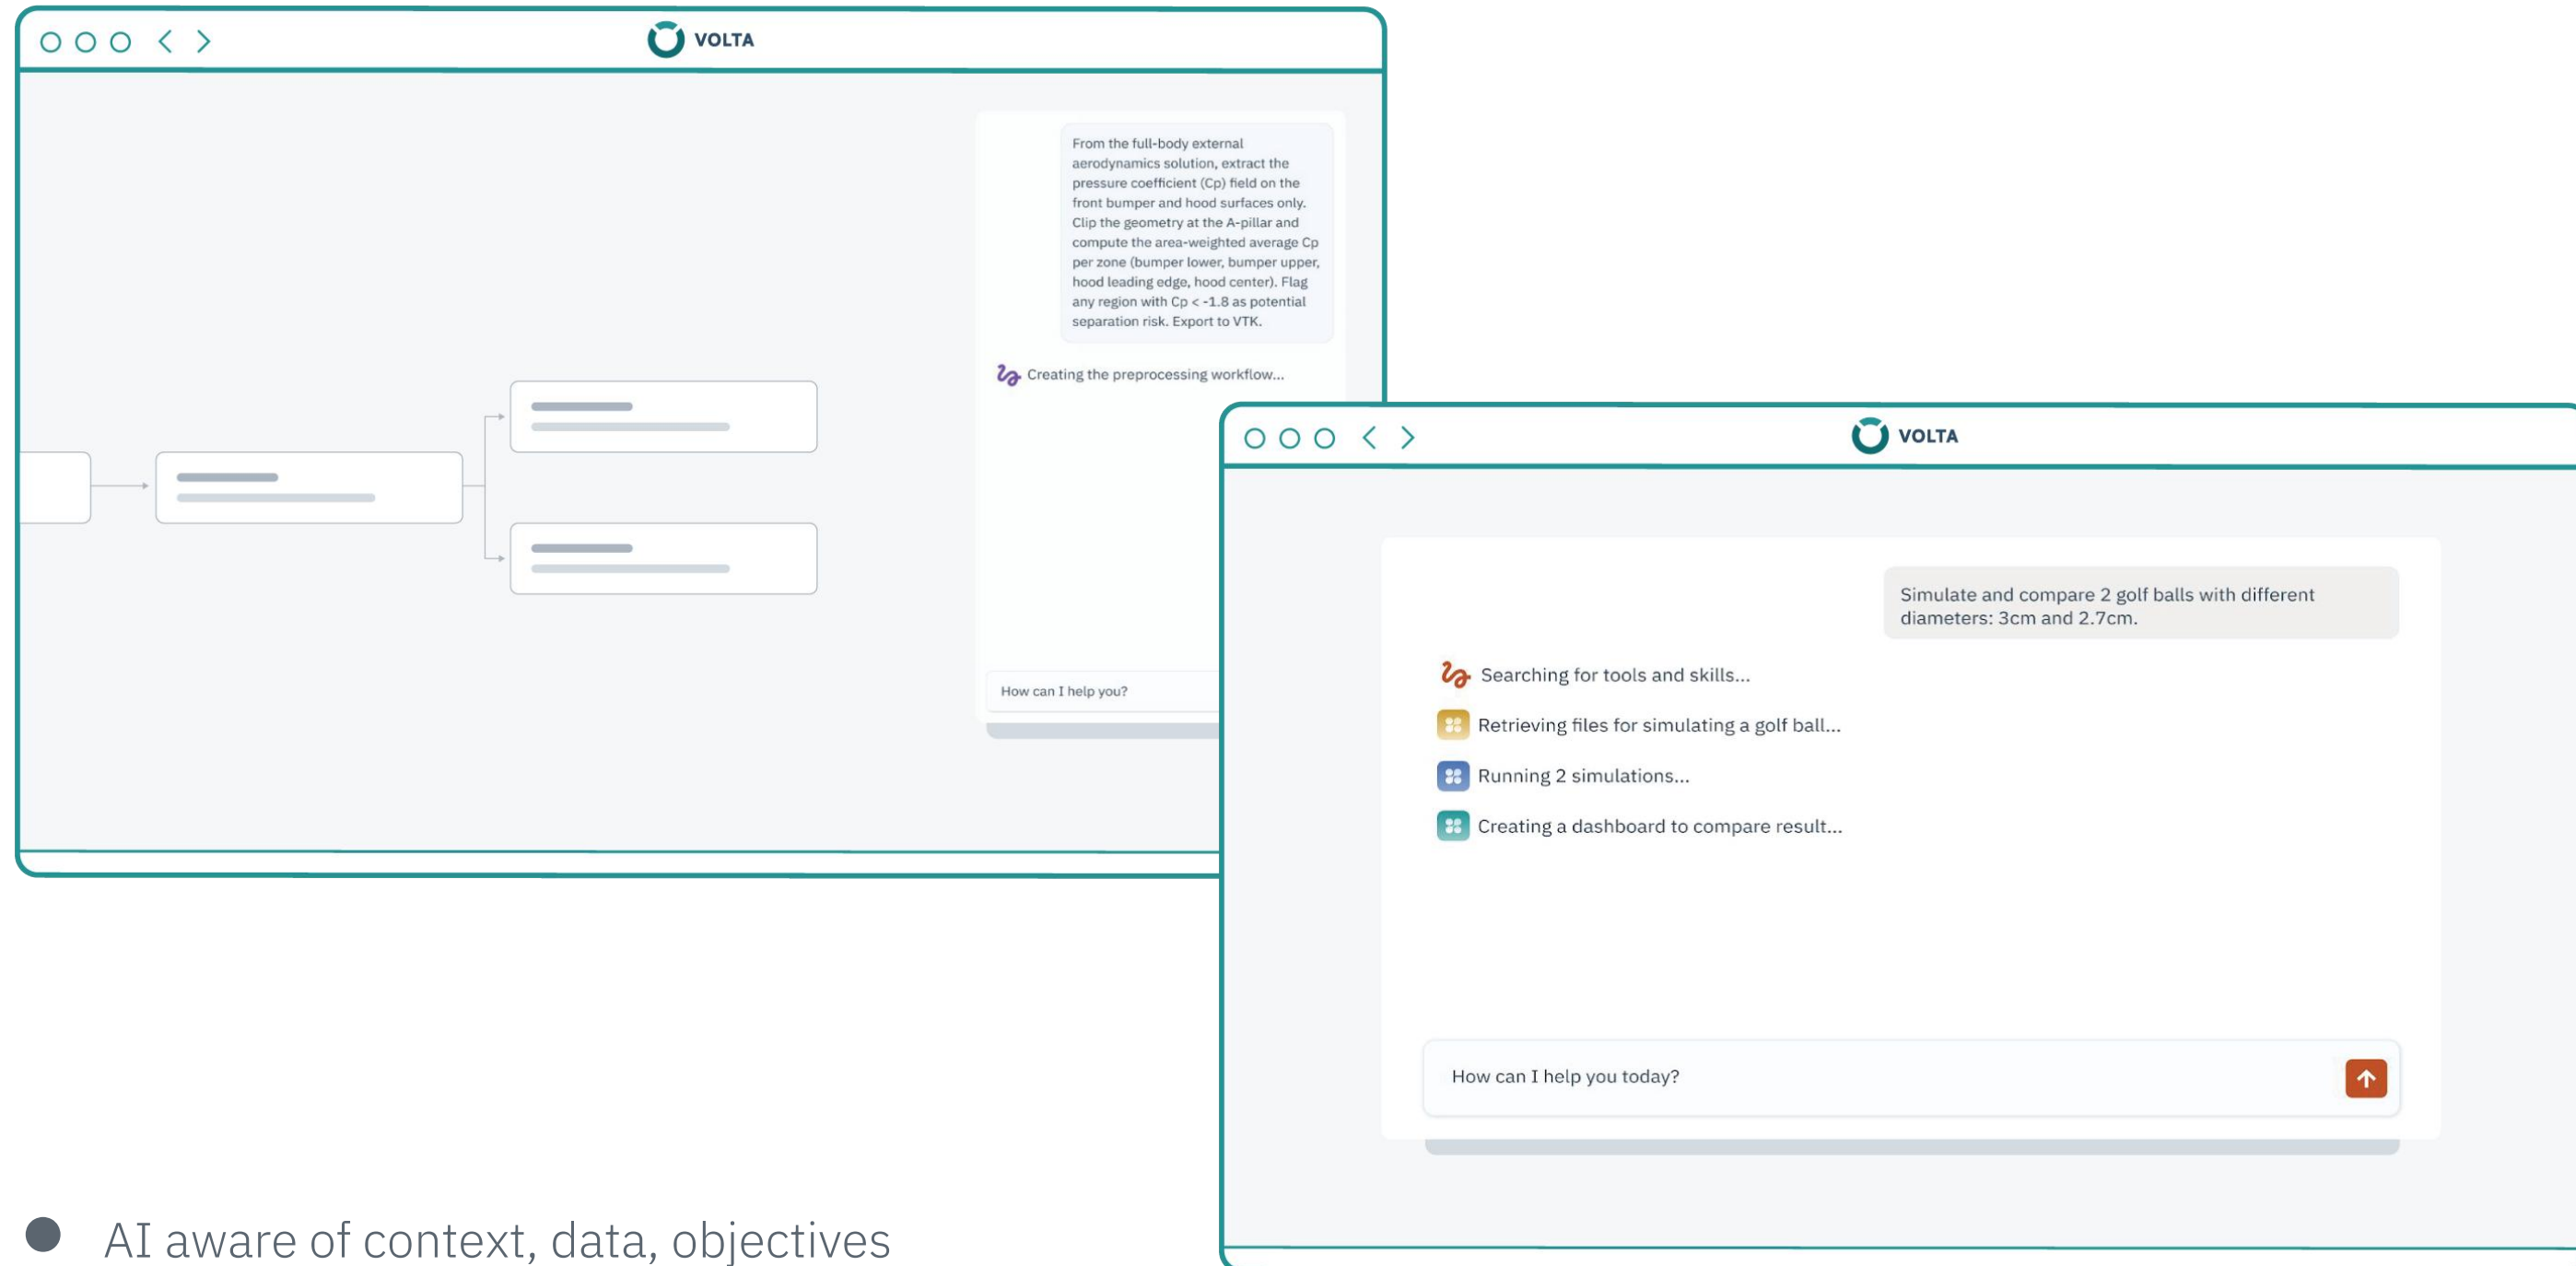 VOLTA
From the full-body external
aerodynamics solution, extract the
pressure coefficient (Cp) field on the
front bumper and hood surfaces only.
Clip the geometry at the A-pillar and
compute the area-weighted average Cp
per zone (bumper lower, bumper upper,
hood leading edge, hood center). Flag
any region with Cp < -1.8 as potential
separation risk. Export to VTK.
Creating the preprocessing workflow...
How can I help you?
VOLTA
Simulate and compare 2 golf balls with different
diameters: 3cm and 2.7cm.
Searching for tools and skills...
Retrieving files for simulating a golf ball...
Running 2 simulations...
Creating a dashboard to compare result...
How can I help you today?
● AI aware of context, data, objectives